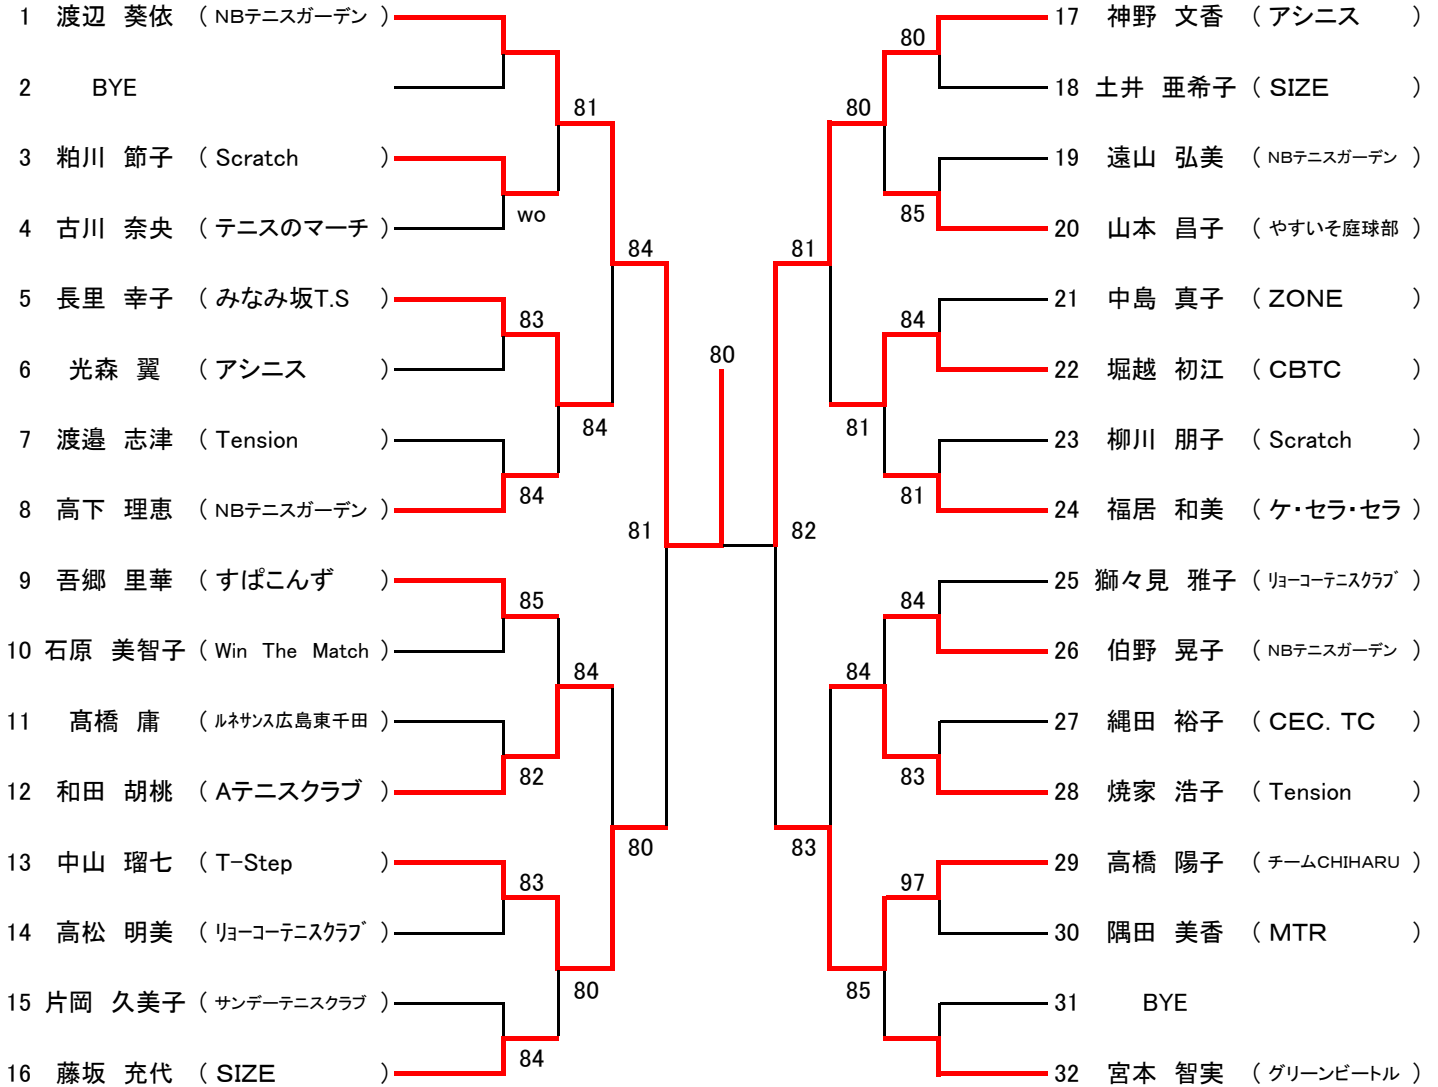 1 渡辺 葵依 （ NBテニスガーデン ）
2 BYE
81
3 粕川 節子 （ Scratch ）
wo
4 古川 奈央 （ テニスのマーチ ）
84
5 長里 幸子 （ みなみ坂T.S ）
83
6 光森 翼 （ アシニス ）
84
7 渡邉 志津 （ Tension ）
84
8 高下 理恵 （ NBテニスガーデン ）
81
9 吾郷 里華 （ すぱこんず ）
85
10 石原 美智子 （ Win The Match ）
84
11 髙橋 庸 （ ルネサンス広島東千田 ）
82
12 和田 胡桃 （ Aテニスクラブ ）
80
13 中山 瑠七 （ T-Step ）
83
14 高松 明美 （ リョーコーテニスクラブ ）
80
15 片岡 久美子 （ サンデーテニスクラブ ）
84
16 藤坂 充代 （ SIZE ）
80
17 神野 文香 （ アシニス ）
80
18 土井 亜希子 （ SIZE ）
80
19 遠山 弘美 （ NBテニスガーデン ）
85
20 山本 昌子 （ やすいそ庭球部 ）
81
21 中島 真子 （ ZONE ）
84
22 堀越 初江 （ CBTC ）
81
23 柳川 朋子 （ Scratch ）
81
24 福居 和美 （ ケ・セラ・セラ ）
82
25 獅々見 雅子 （ リョーコーテニスクラブ ）
84
26 伯野 晃子 （ NBテニスガーデン ）
84
27 縄田 裕子 （ CEC. TC ）
83
28 焼家 浩子 （ Tension ）
83
29 高橋 陽子 （ チームCHIHARU ）
97
30 隅田 美香 （ MTR ）
85
31 BYE
32 宮本 智実 （ グリーンビートル ）